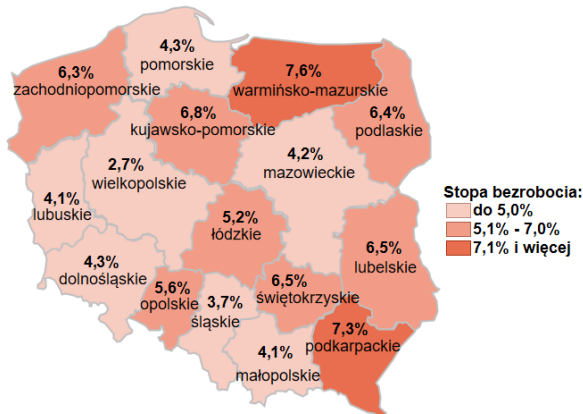 4,3%
pomorskie
6,3%
zachodniopomorskie
7,6%
warmińsko-mazurskie
6,8%
kujawsko-pomorskie
6,4%
podlaskie
2,7%
wielkopolskie
4,2%
mazowieckie
4,1%
lubuskie
5,2%
łódzkie
4,3%
dolnośląskie
5,6%
opolskie
3,7%
śląskie
6,5%
świętokrzyskie
6,5%
lubelskie
4,1%
małopolskie
7,3%
podkarpackie
Stopa bezrobocia:
do 5,0%
5,1% - 7,0%
7,1% i więcej